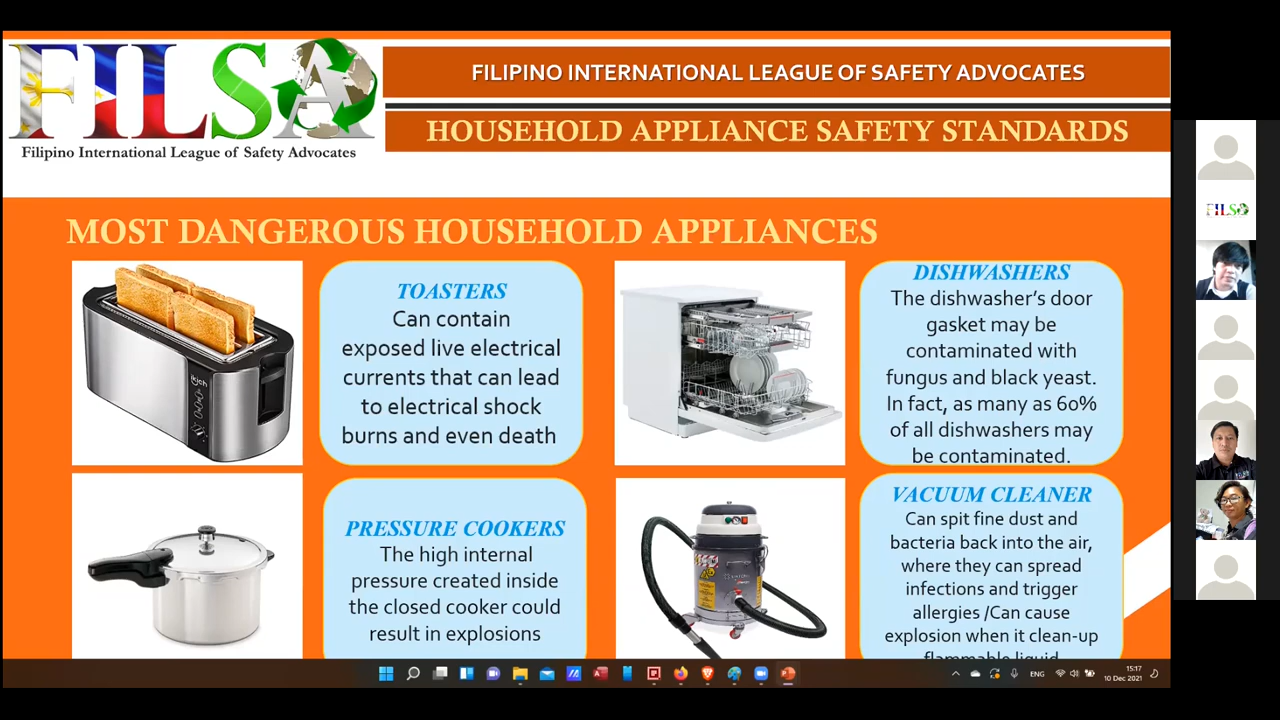 FILSA
Filipino International League of Safety Advocates
FILIPINO INTERNATIONAL LEAGUE OF SAFETY ADVOCATES
HOUSEHOLD APPLIANCE SAFETY STANDARDS
MOST DANGEROUS HOUSEHOLD APPLIANCES
TOASTERS
Can contain
exposed live electrical
currents that can lead
to electrical shock
burns and even death
DISHWASHERS
The dishwasher's door
gasket may be
contaminated with
fungus and black yeast.
In fact, as many as 60%
of all dishwashers may
be contaminated.
PRESSURE COOKERS
The high internal
pressure created inside
the closed cooker could
result in explosions
VACUUM CLEANER
Can spit fine dust and
bacteria back into the air,
where they can spread
infections and trigger
allergies /Can cause
explosion when it clean-up
flammable liquid
FILSA
ENG
15:17
10 Dec 2021